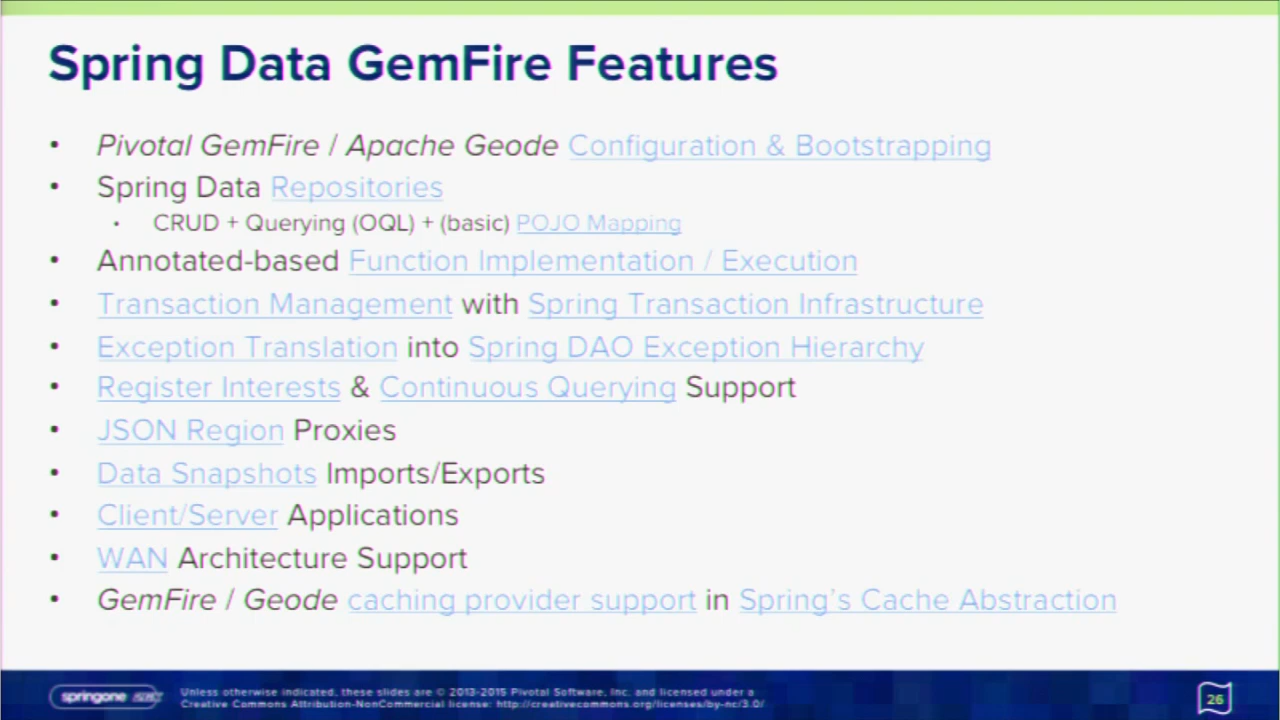 Spring Data GemFire Features
• Pivotal GemFire / Apache Geode Configuration & Bootstrapping
• Spring Data Repositories
• CRUD + Querying (OQL) + (basic) POJO Mapping
• Annotated-based Function Implementation / Execution
• Transaction Management with Spring Transaction Infrastructure
• Exception Translation into Spring DAO Exception Hierarchy
• Register Interests & Continuous Querying Support
• JSON Region Proxies
• Data Snapshots Imports/Exports
• Client/Server Applications
• WAN Architecture Support
• GemFire / Geode caching provider support in Spring's Cache Abstraction
springone
Unless otherwise indicated, these slides are © 2013-2015 Pivotal Software, Inc. and licensed under a
Creative Commons Attribution-NonCommercial license: http://creativecommons.org/licenses/by-nc/3.0/
26